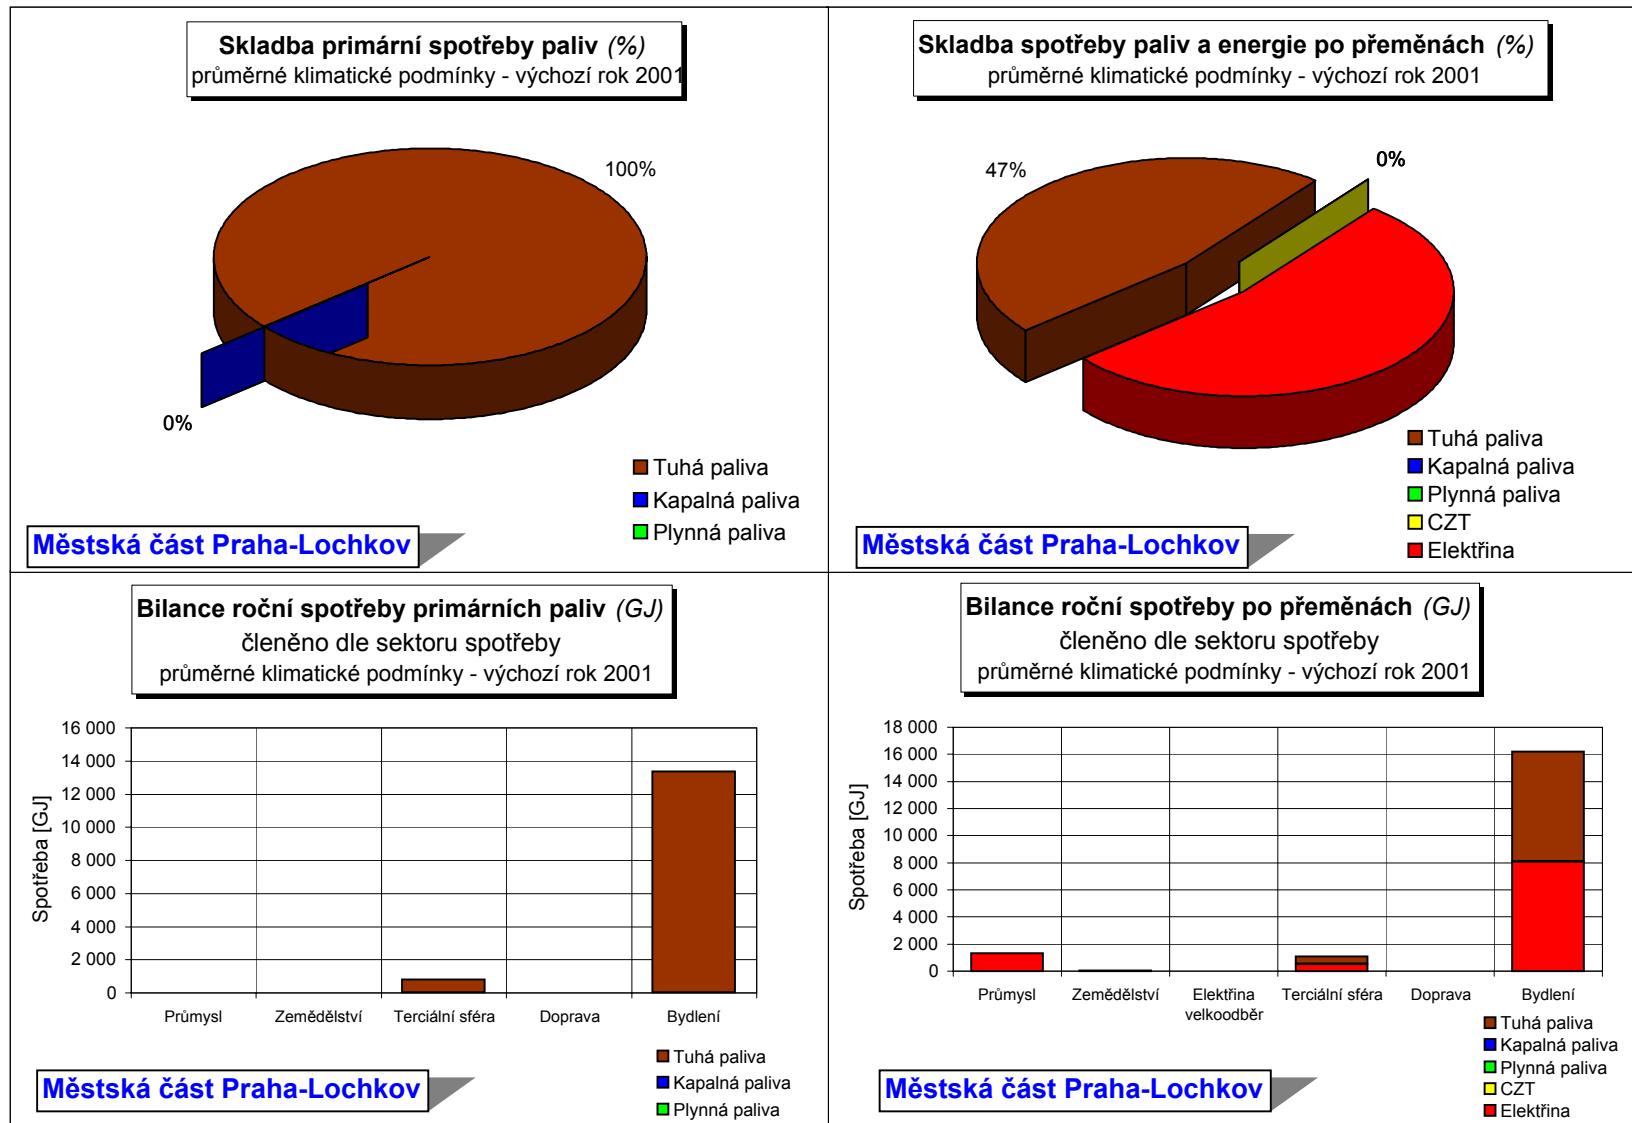 Skladba primární spotřeby paliv (%)
průměrné klimatické podmínky - výchozí rok 2001
100%
0%
Tuhá paliva
Kapalná paliva
Plynná paliva
Městská část Praha-Lochkov
Skladba spotřeby paliv a energie po přeměnách (%)
průměrné klimatické podmínky - výchozí rok 2001
47%
0%
Tuhá paliva
Kapalná paliva
Plynná paliva
CZT
Elektřina
Městská část Praha-Lochkov
Bilance roční spotřeby primárních paliv (GJ)
členěno dle sektoru spotřeby
průměrné klimatické podmínky - výchozí rok 2001
Spotřeba [GJ]
16 000
14 000
12 000
10 000
8 000
6 000
4 000
2 000
0
Průmysl Zemědělství Terciální sféra Doprava Bydlení
Tuhá paliva
Kapalná paliva
Plynná paliva
Městská část Praha-Lochkov
Bilance roční spotřeby po přeměnách (GJ)
členěno dle sektoru spotřeby
průměrné klimatické podmínky - výchozí rok 2001
Spotřeba [GJ]
18 000
16 000
14 000
12 000
10 000
8 000
6 000
4 000
2 000
0
Průmysl Zemědělství Elektřina Terciální sféra Doprava Bydlení
velkoodběr
Tuhá paliva
Kapalná paliva
Plynná paliva
CZT
Elektřina
Městská část Praha-Lochkov